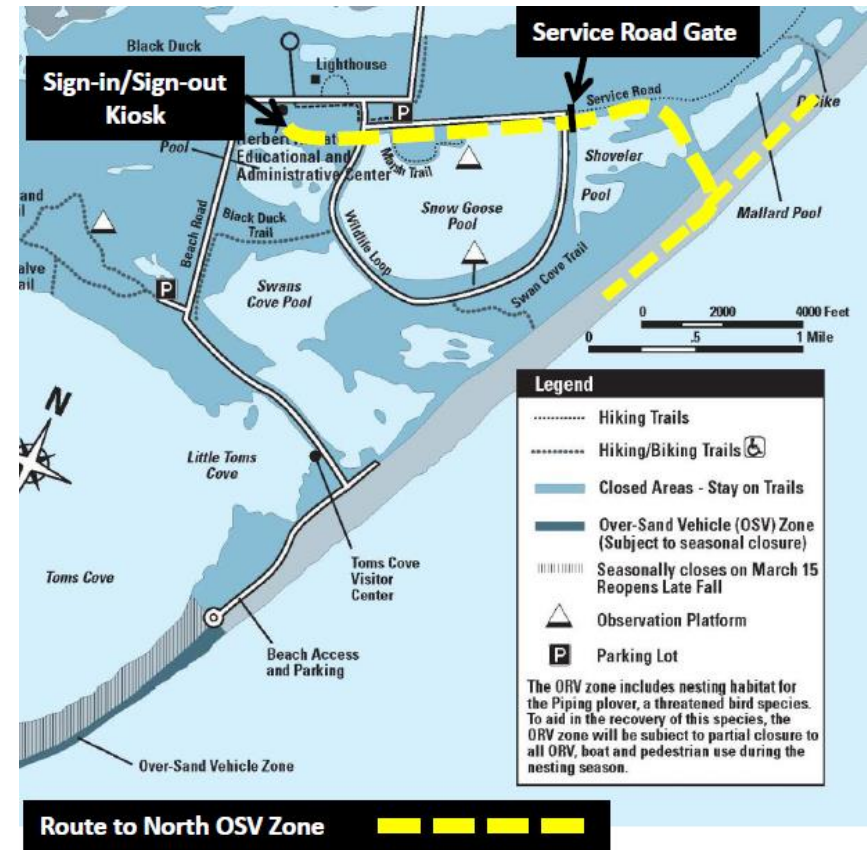 Black Duck
Service Road Gate
Lighthouse
Sign-in/Sign-out
Kiosk
P
Service Road
Pool
Educational and
Administrative Center
Marsh Trail
Shoveler
Pool
Snow Goose
Pool
Mallard Pool
Beach Road
Black Duck
Trail
Wildlife Loop
Swan Cove Trail
P
Swans
Cove Pool
0 2000 4000 Feet
0 .5 1 Mile
N
Little Toms
Cove
Toms Cove
Toms Cove
Visitor
Center
Beach Access
and Parking
Over-Sand Vehicle Zone
Legend
Hiking Trails
Hiking/Biking Trails
Closed Areas - Stay on Trails
Over-Sand Vehicle (OSV) Zone
(Subject to seasonal closure)
Seasonally closes on March 15
Reopens Late Fall
Observation Platform
P Parking Lot
The ORV zone includes nesting habitat for
the Piping plover, a threatened bird species.
To aid in the recovery of this species, the
ORV zone will be subject to partial closure to
all ORV, boat and pedestrian use during the
nesting season.
Route to North OSV Zone